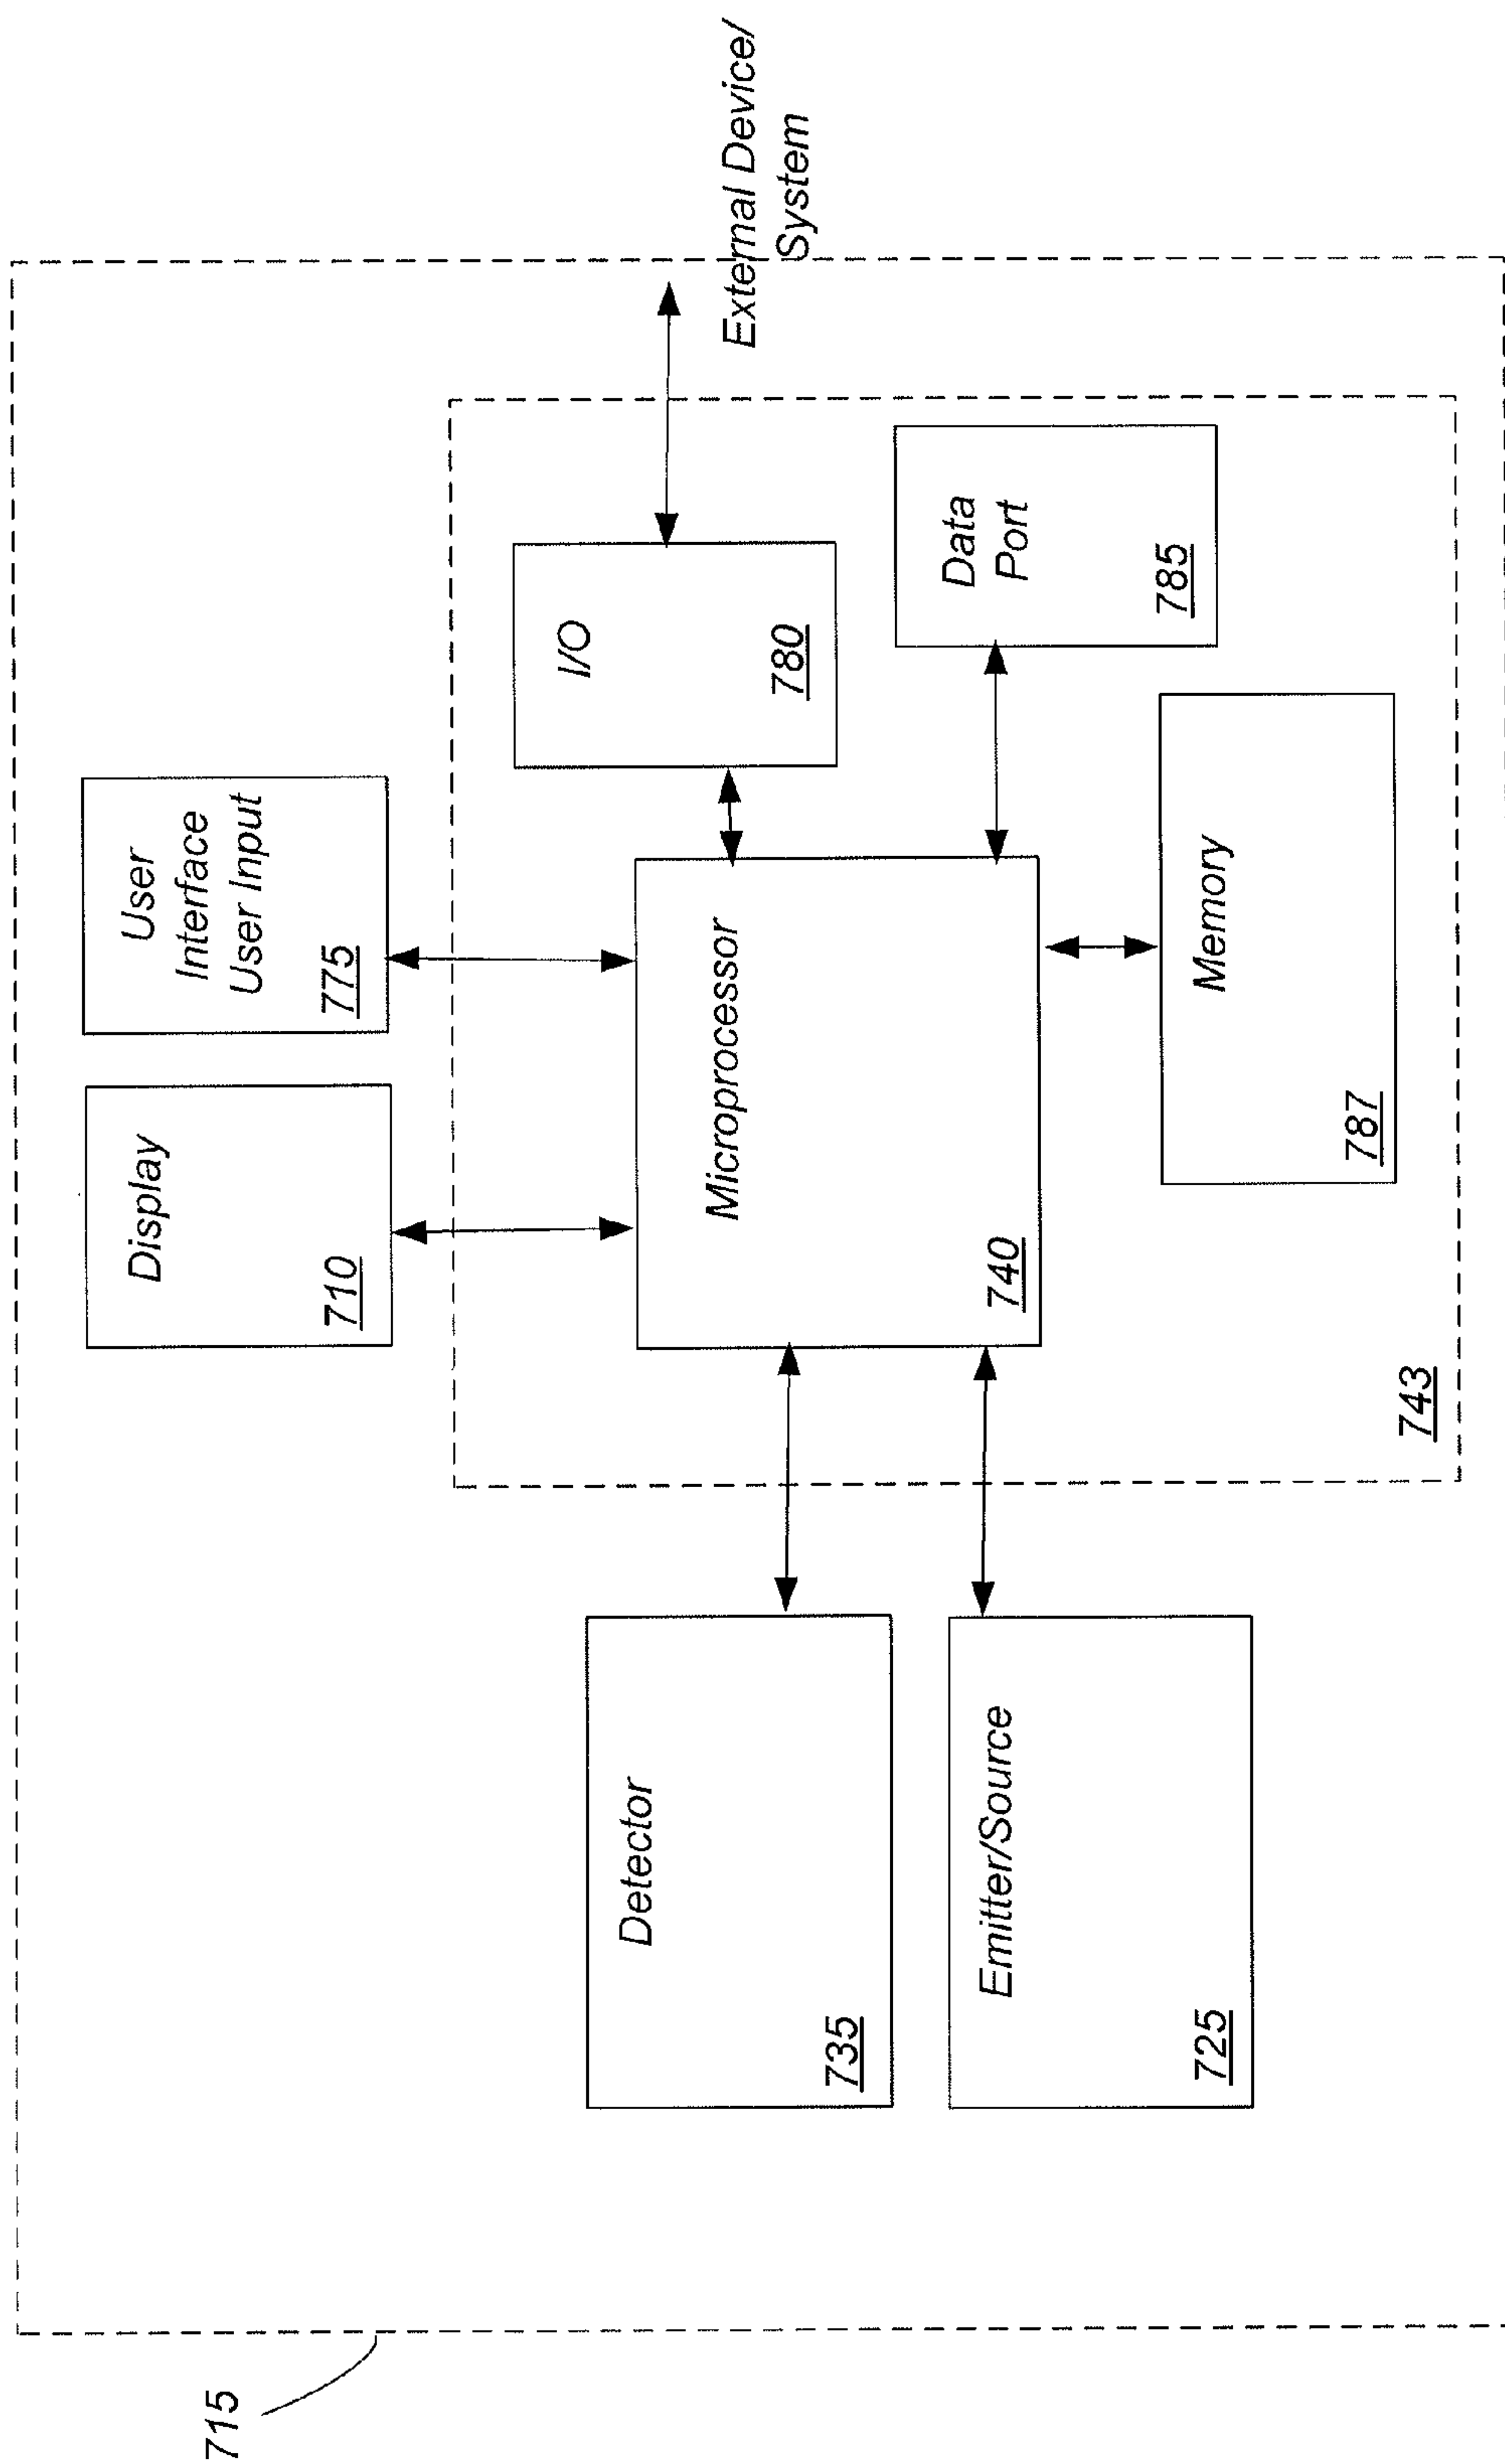 715
Display
710
User
Interface
User Input
775
Detector
735
Emitter/Source
725
Microprocessor
740
I/O
780
External Device/
System
Data
Port
785
Memory
787
743